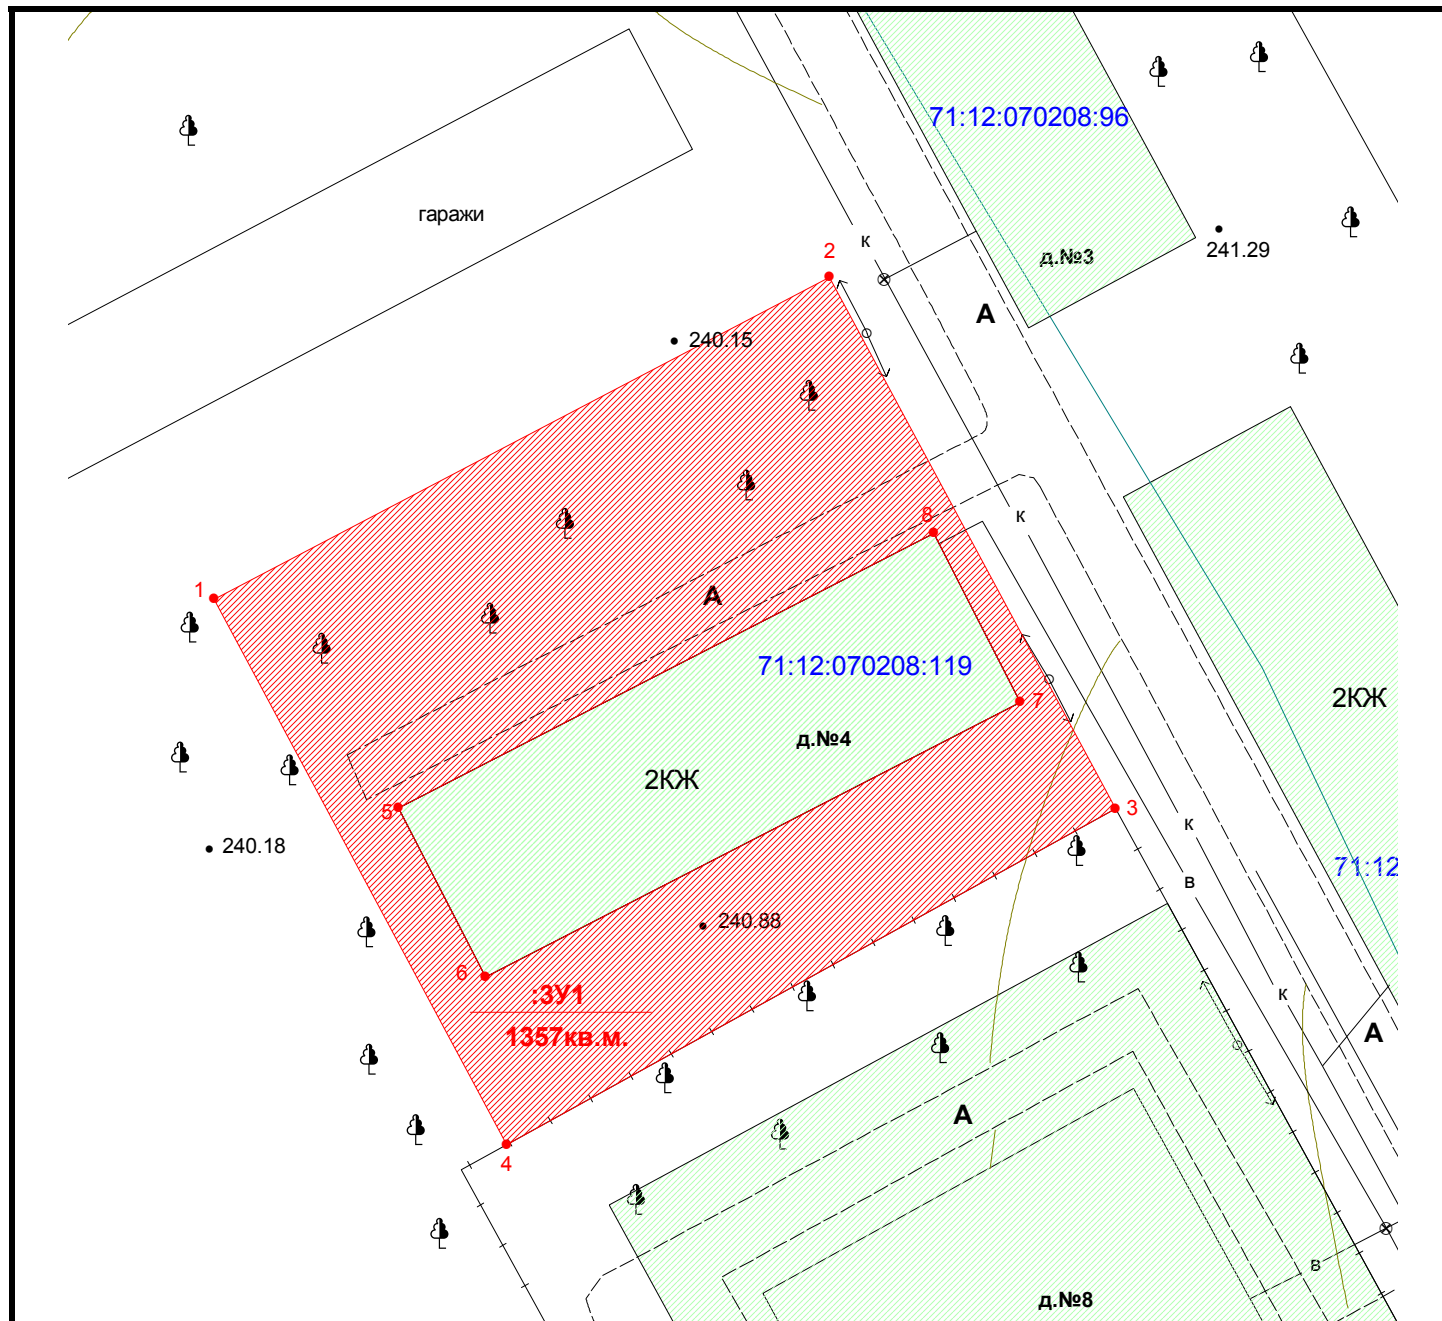 71:12:070208:96
гаражи
к
2
д.№3
241.29
А
240.15
8
к
1
А
71:12:070208:119
7
2КЖ
д.№4
2КЖ
5
3
к
240.18
71:12
в
240.88
6
:ЗУ1
к
1357кв.м.
А
А
4
в
д.№8